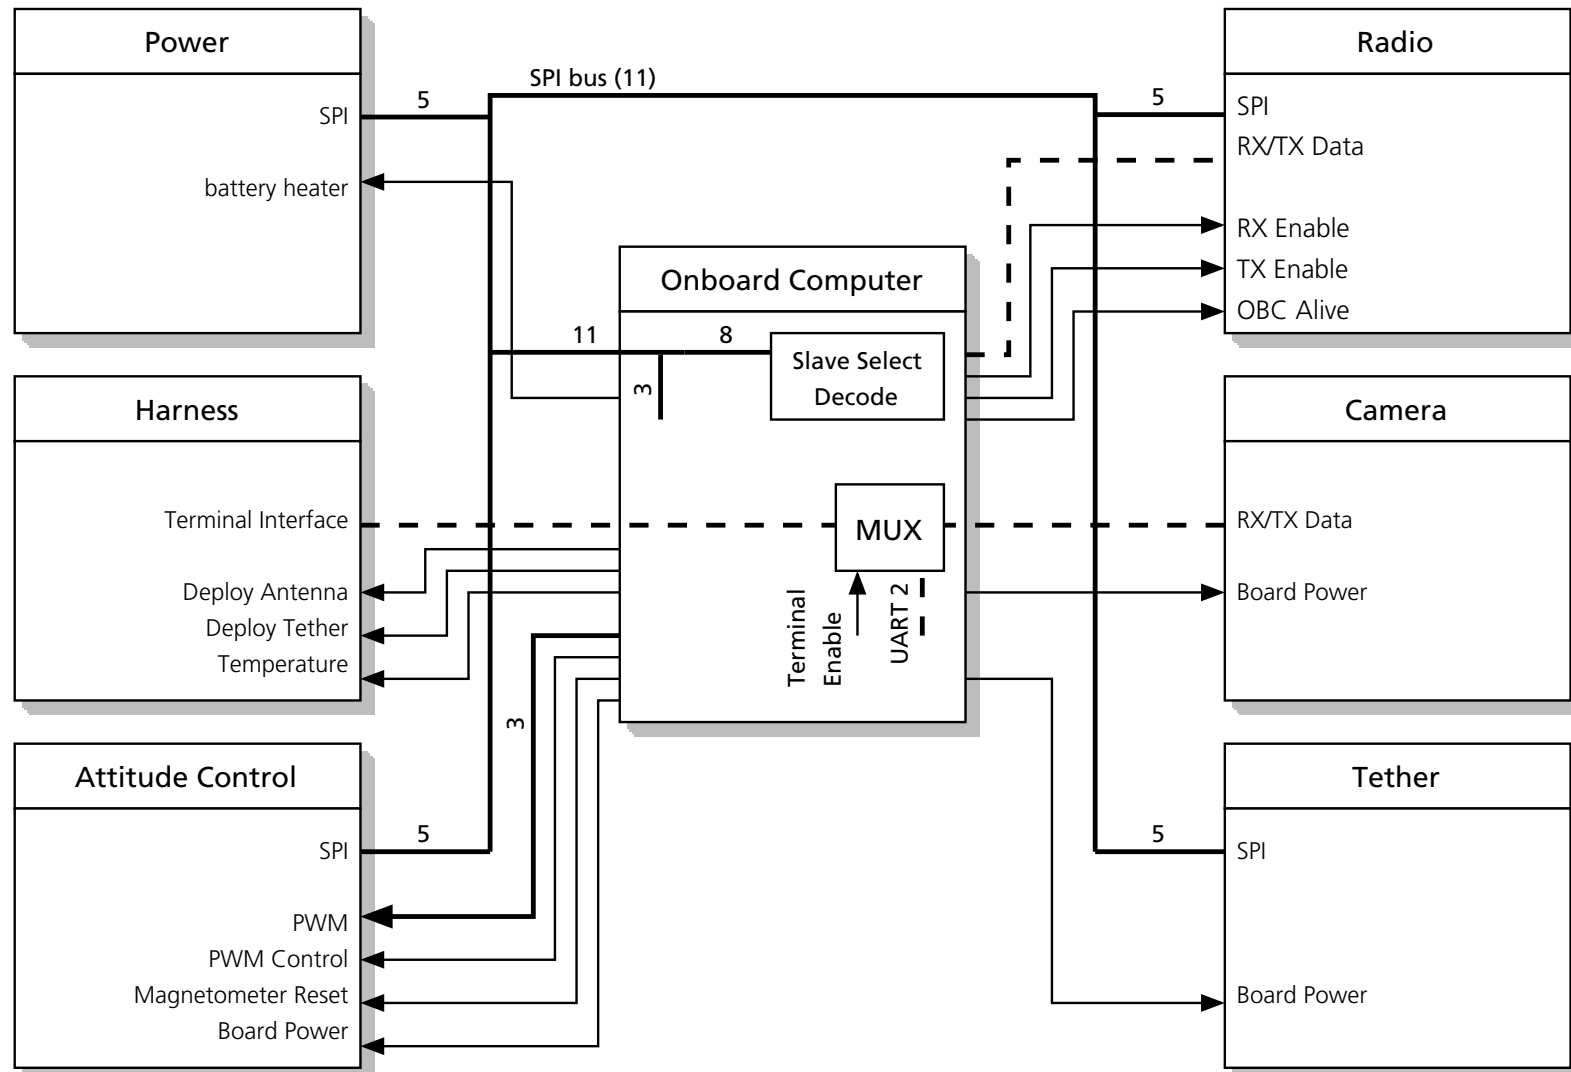 Power
SPI
battery heater
5
SPI bus (11)
5
Radio
SPI
RX/TX Data
RX Enable
TX Enable
OBC Alive
Onboard Computer
11
8
3
Slave Select
Decode
MUX
Terminal
Enable
UART 2
Harness
Terminal Interface
Deploy Antenna
Deploy Tether
Temperature
Camera
RX/TX Data
Board Power
3
Attitude Control
SPI
5
PWM
PWM Control
Magnetometer Reset
Board Power
Tether
5
SPI
Board Power